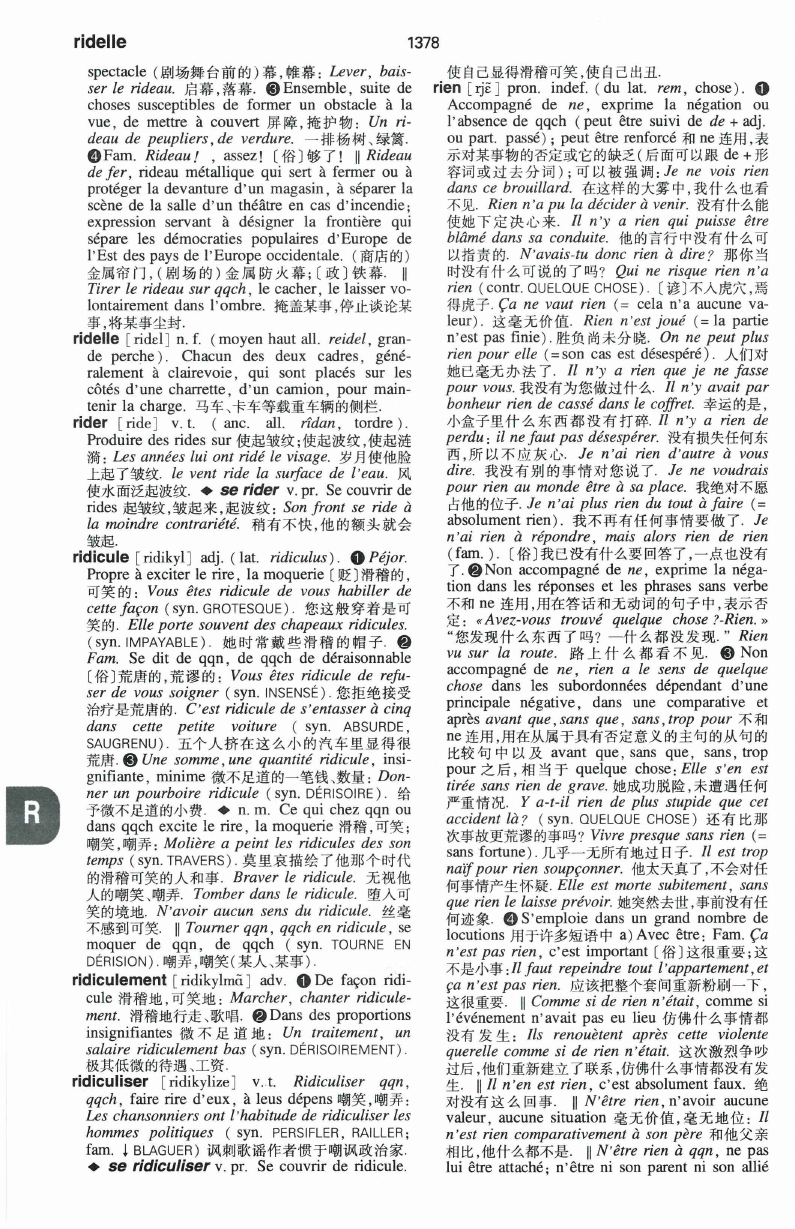 ridelle
1378
spectacle (剧场舞台前的)幕,帷幕: Lever, bais-
ser le rideau. 启幕,落幕. ❸Ensemble, suite de
choses susceptibles de former un obstacle à la
vue, de mettre à couvert 屏障,掩护物: Un ri-
deau de peupliers, de verdure. 一排杨树、绿篱.
❹Fam. Rideau! , assez! 〔俗〕够了! ‖ Rideau
de fer, rideau métallique qui sert à fermer ou à
protéger la devanture d'un magasin, à séparer la
scène de la salle d'un théâtre en cas d'incendie;
expression servant à désigner la frontière qui
sépare les démocraties populaires d'Europe de
l'Est des pays de l'Europe occidentale. (商店的)
金属帘门,(剧场的)金属防火幕;〔政〕铁幕. ‖
Tirer le rideau sur qqch, le cacher, le laisser vo-
lontairement dans l'ombre. 掩盖某事,停止谈论某
事,将某事尘封.
ridelle [ridɛl] n. f. (moyen haut all. reidel, gran-
de perche). Chacun des deux cadres, géné-
ralement à clairevoie, qui sont placés sur les
côtés d'une charrette, d'un camion, pour main-
tenir la charge. 马车、卡车等载重车辆的侧栏.
rider [ride] v. t. ( anc. all. rîdan, tordre).
Produire des rides sur 使起皱纹;使起波纹,使起涟
漪: Les années lui ont ridé le visage. 岁月使他脸
上起了皱纹. le vent ride la surface de l'eau. 风
使水面泛起波纹. ◆ se rider v. pr. Se couvrir de
rides 起皱纹,皱起来,起波纹: Son front se ride à
la moindre contrariété. 稍有不快,他的额头就会
皱起.
ridicule [ridikyl] adj. (lat. ridiculus). ❶Péjor.
Propre à exciter le rire, la moquerie〔贬〕滑稽的,
可笑的: Vous êtes ridicule de vous habiller de
cette façon (syn. GROTESQUE). 您这般穿着是可
笑的. Elle porte souvent des chapeaux ridicules.
(syn. IMPAYABLE). 她时常戴些滑稽的帽子. ❷
Fam. Se dit de qqn, de qqch de déraisonnable
〔俗〕荒唐的,荒谬的: Vous êtes ridicule de refu-
ser de vous soigner (syn. INSENSÉ). 您拒绝接受
治疗是荒唐的. C'est ridicule de s'entasser à cinq
dans cette petite voiture ( syn. ABSURDE,
SAUGRENU). 五个人挤在这么小的汽车里显得很
荒唐. ❸ Une somme, une quantité ridicule, insi-
gnifiante, minime 微不足道的一笔钱、数量: Don-
ner un pourboire ridicule (syn. DÉRISOIRE). 给
予微不足道的小费. ◆ n. m. Ce qui chez qqn ou
dans qqch excite le rire, la moquerie 滑稽,可笑;
嘲笑,嘲弄: Molière a peint les ridicules des son
temps (syn. TRAVERS). 莫里哀描绘了他那个时代
的滑稽可笑的人和事. Braver le ridicule. 无视他
人的嘲笑、嘲弄. Tomber dans le ridicule. 堕入可
笑的境地. N'avoir aucun sens du ridicule. 丝毫
不感到可笑. ‖ Tourner qqn, qqch en ridicule, se
moquer de qqn, de qqch ( syn. TOURNE EN
DÉRISION). 嘲弄,嘲笑(某人、某事).
ridiculement [ridikylmɑ̃] adv. ❶De façon ridi-
cule 滑稽地,可笑地: Marcher, chanter ridicule-
ment. 滑稽地行走、歌唱. ❷Dans des proportions
insignifiantes 微不足道地: Un traitement, un
salaire ridiculement bas (syn. DÉRISOIREMENT).
极其低微的待遇、工资.
ridiculiser [ridikylize] v. t. Ridiculiser qqn,
qqch, faire rire d'eux, à leus dépens 嘲笑,嘲弄:
Les chansonniers ont l'habitude de ridiculiser les
hommes politiques ( syn. PERSIFLER, RAILLER;
fam. ↓BLAGUER) 讽刺歌谣作者惯于嘲讽政治家.
◆ se ridiculiser v. pr. Se couvrir de ridicule.
R
使自己显得滑稽可笑,使自己出丑.
rien [rjɛ̃] pron. indef. (du lat. rem, chose). ❶
Accompagné de ne, exprime la négation ou
l'absence de qqch (peut être suivi de de + adj.
ou part. passé); peut être renforcé 和 ne 连用,表
示对某事物的否定或它的缺乏(后面可以跟 de + 形
容词或过去分词);可以被强调: Je ne vois rien
dans ce brouillard. 在这样的大雾中,我什么也看
不见. Rien n'a pu la décider à venir. 没有什么能
使她下定决心来. Il n'y a rien qui puisse être
blâmé dans sa conduite. 他的言行中没有什么可
以指责的. N'avais-tu donc rien à dire? 那你当
时没有什么可说的了吗? Qui ne risque rien n'a
rien (contr. QUELQUE CHOSE).〔谚〕不入虎穴,焉
得虎子. Ça ne vaut rien (= cela n'a aucune va-
leur). 这毫无价值. Rien n'est joué (= la partie
n'est pas finie). 胜负尚未分晓. On ne peut plus
rien pour elle (=son cas est désespéré). 人们对
她已毫无办法了. Il n'y a rien que je ne fasse
pour vous. 我没有为您做过什么. Il n'y avait par
bonheur rien de cassé dans le coffret. 幸运的是,
小盒子里什么东西都没有打碎. Il n'y a rien de
perdu: il ne faut pas désespérer. 没有损失任何东
西,所以不应灰心. Je n'ai rien d'autre à vous
dire. 我没有别的事情对您说了. Je ne voudrais
pour rien au monde être à sa place. 我绝对不愿
占他的位子. Je n'ai plus rien du tout à faire (=
absolument rien). 我不再有任何事情要做了. Je
n'ai rien à répondre, mais alors rien de rien
(fam.).〔俗〕我已没有什么要回答了,一点也没有
了. ❷Non accompagné de ne, exprime la néga-
tion dans les réponses et les phrases sans verbe
不和 ne 连用,用在答话和无动词的句子中,表示否
定: «Avez-vous trouvé quelque chose ?-Rien. »
“您发现什么东西了吗? —什么都没发现.” Rien
vu sur la route. 路上什么都看不见. ❸ Non
accompagné de ne, rien a le sens de quelque
chose dans les subordonnées dépendant d'une
principale négative, dans une comparative et
après avant que, sans que, sans, trop pour 不和
ne 连用,用在从属于具有否定意义的主句的从句的
比较句中以及 avant que, sans que, sans, trop
pour 之后,相当于 quelque chose: Elle s'en est
tirée sans rien de grave. 她成功脱险,未遭遇任何
严重情况. Y a-t-il rien de plus stupide que cet
accident là? (syn. QUELQUE CHOSE) 还有比那
次事故更荒谬的事吗? Vivre presque sans rien (=
sans fortune). 几乎一无所有地过日子. Il est trop
naïf pour rien soupçonner. 他太天真了,不会对任
何事情产生怀疑. Elle est morte subitement, sans
que rien le laisse prévoir. 她突然去世,事前没有任
何迹象. ❹S'emploie dans un grand nombre de
locutions 用于许多短语中 a) Avec être: Fam. Ça
n'est pas rien, c'est important〔俗〕这很重要;这
不是小事: Il faut repeindre tout l'appartement, et
ça n'est pas rien. 应该把整个套间重新粉刷一下,
这很重要. ‖ Comme si de rien n'était, comme si
l'événement n'avait pas eu lieu 仿佛什么事情都
没有发生: Ils renouètent après cette violente
querelle comme si de rien n'était. 这次激烈争吵
过后,他们重新建立了联系,仿佛什么事情都没有发
生. ‖ Il n'en est rien, c'est absolument faux. 绝
对没有这么回事. ‖ N'être rien, n'avoir aucune
valeur, aucune situation 毫无价值,毫无地位: Il
n'est rien comparativement à son père 和他父亲
相比,他什么都不是. ‖ N'être rien à qqn, ne pas
lui être attaché; n'être ni son parent ni son allié